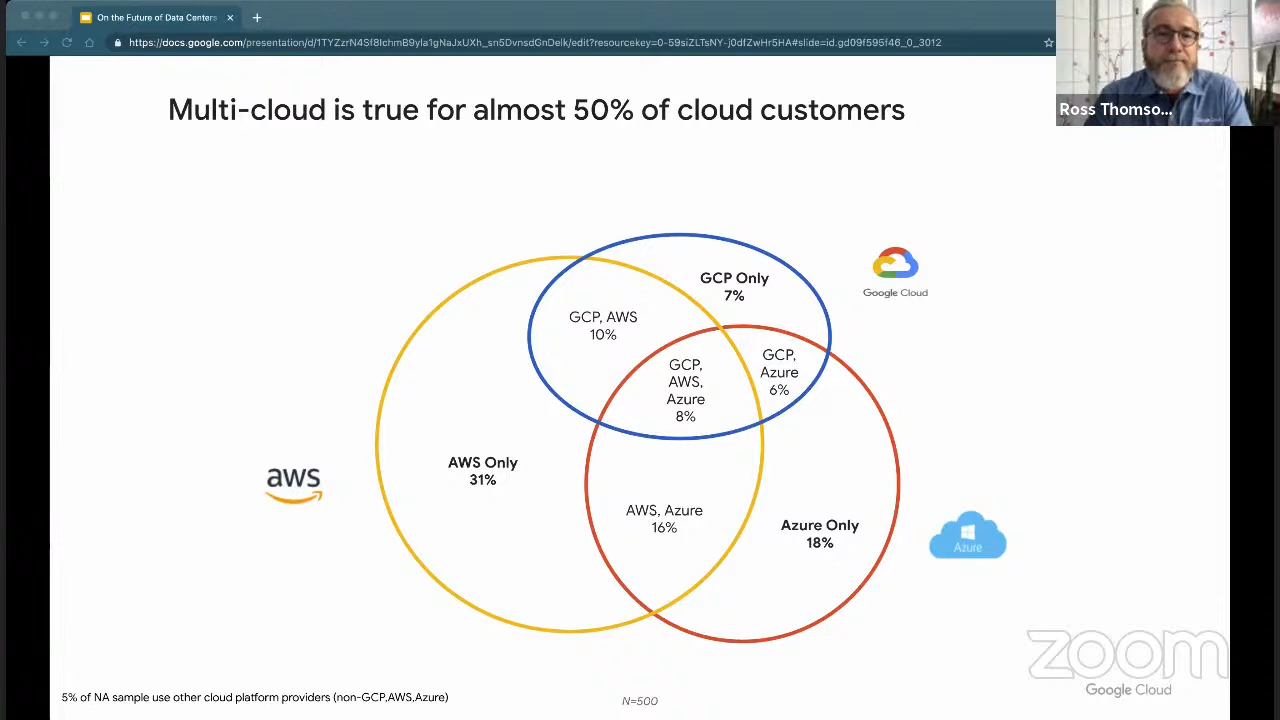 On the Future of Data Centers
https://docs.google.com/presentation/d/1TYZzrN4Sf8IchmB9yla1gNaJxUXh_sn5DvnsdGnDelk/edit?resourcekey=0-59siZLTsNY-j0dfZwHr5HA#slide=id.gd09f595f46_0_3012
Ross Thomso...
Multi-cloud is true for almost 50% of cloud customers
GCP Only
7%
Google Cloud
GCP, AWS
10%
GCP,
Azure
6%
GCP,
AWS,
Azure
8%
AWS Only
31%
aws
AWS, Azure
16%
Azure Only
18%
Azure
zoom
Google Cloud
5% of NA sample use other cloud platform providers (non-GCP,AWS,Azure)
N=500